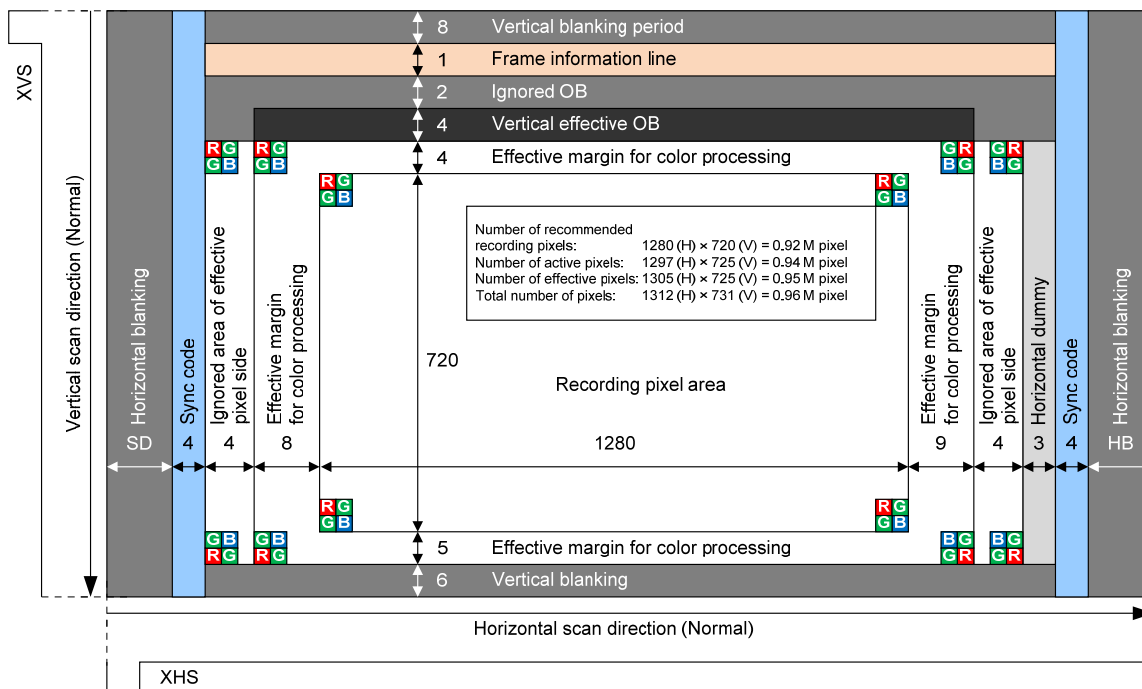 8 Vertical blanking period
XVS
1 Frame information line
2 Ignored OB
4 Vertical effective OB
R G R G
G B G B
4 Effective margin for color processing
G R G R
B G B G
R G
G B
R G
G B
Number of recommended
recording pixels: 1280 (H) × 720 (V) = 0.92 M pixel
Number of active pixels: 1297 (H) × 725 (V) = 0.94 M pixel
Number of effective pixels: 1305 (H) × 725 (V) = 0.95 M pixel
Total number of pixels: 1312 (H) × 731 (V) = 0.96 M pixel
Vertical scan direction (Normal)
Horizontal blanking
SD
Sync code
4
Ignored area of effective
pixel side
4
Effective margin
for color processing
8
720
Recording pixel area
1280
Effective margin
for color processing
9
Ignored area of effective
pixel side
4
Horizontal dummy
3
Sync code
4
Horizontal blanking
HB
R G
G B
R G
G B
G B G B
R G R G
5 Effective margin for color processing
B G B G
G R G R
6 Vertical blanking
Horizontal scan direction (Normal)
XHS